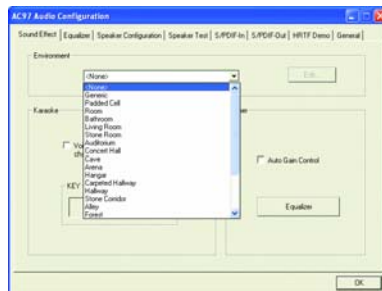 AC97 Audio Configuration
Sound Effect | Equalizer | Speaker Configuration | Speaker Test | S/PDIF-In | S/PDIF-Out | HRTF Demo | General
Environment
<None>
Edit
<None>
Generic
Padded Cell
Room
Bathroom
Living Room
Stone Room
Auditorium
Concert Hall
Cave
Arena
Hangar
Carpeted Hallway
Hallway
Stone Corridor
Alley
Forest
Karaoke
KEY
Auto Gain Control
Equalizer
OK